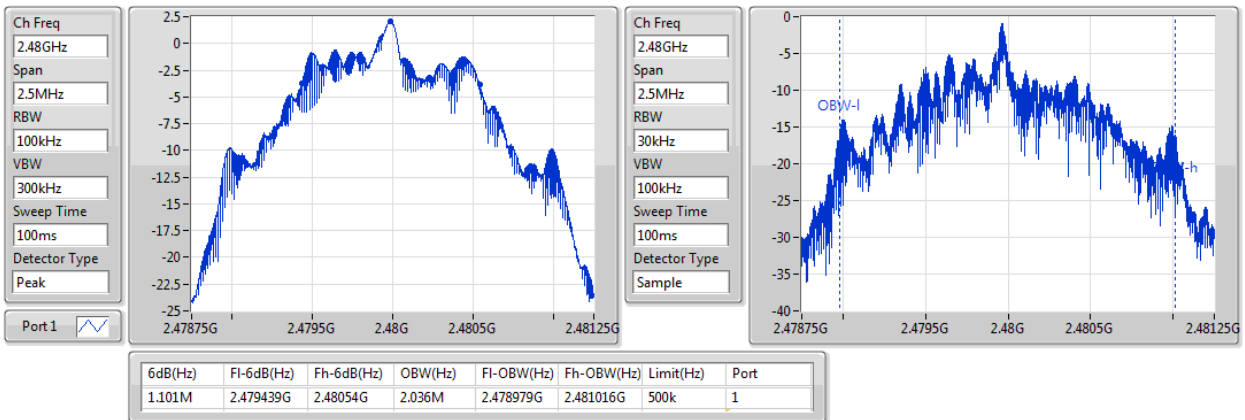 Ch Freq
2.48GHz
Span
2.5MHz
RBW
100kHz
VBW
300kHz
Sweep Time
100ms
Detector Type
Peak
Port 1
2.5
0
-2.5
-5
-7.5
-10
-12.5
-15
-17.5
-20
-22.5
-25
2.47875G 2.4795G 2.48G 2.4805G 2.48125G
Ch Freq
2.48GHz
Span
2.5MHz
RBW
30kHz
VBW
100kHz
Sweep Time
100ms
Detector Type
Sample
0
-5
-10
-15
-20
-25
-30
-35
-40
OBW-l
-h
2.47875G 2.4795G 2.48G 2.4805G 2.48125G
6dB(Hz) Fl-6dB(Hz) Fh-6dB(Hz) OBW(Hz) Fl-OBW(Hz) Fh-OBW(Hz) Limit(Hz) Port
1.101M 2.479439G 2.48054G 2.036M 2.478979G 2.481016G 500k 1